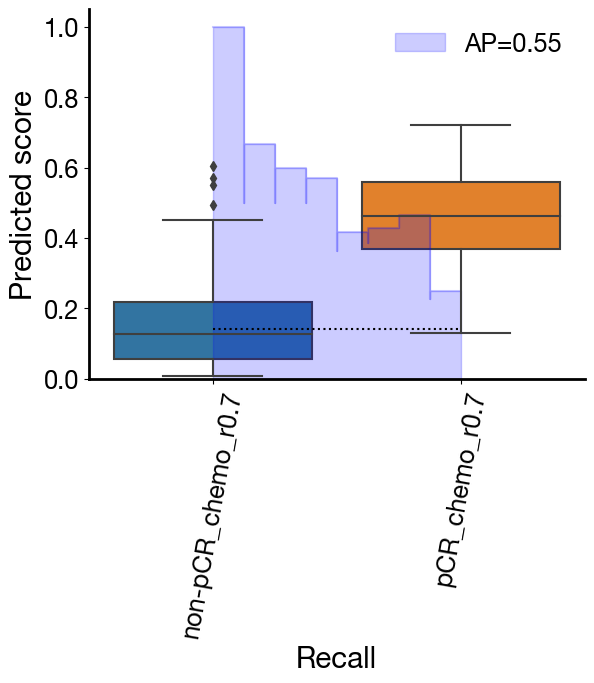 Predicted score
1.0
0.8
0.6
0.4
0.2
0.0
AP=0.55
non-pCR_chemo_r0.7
pCR_chemo_r0.7
Recall